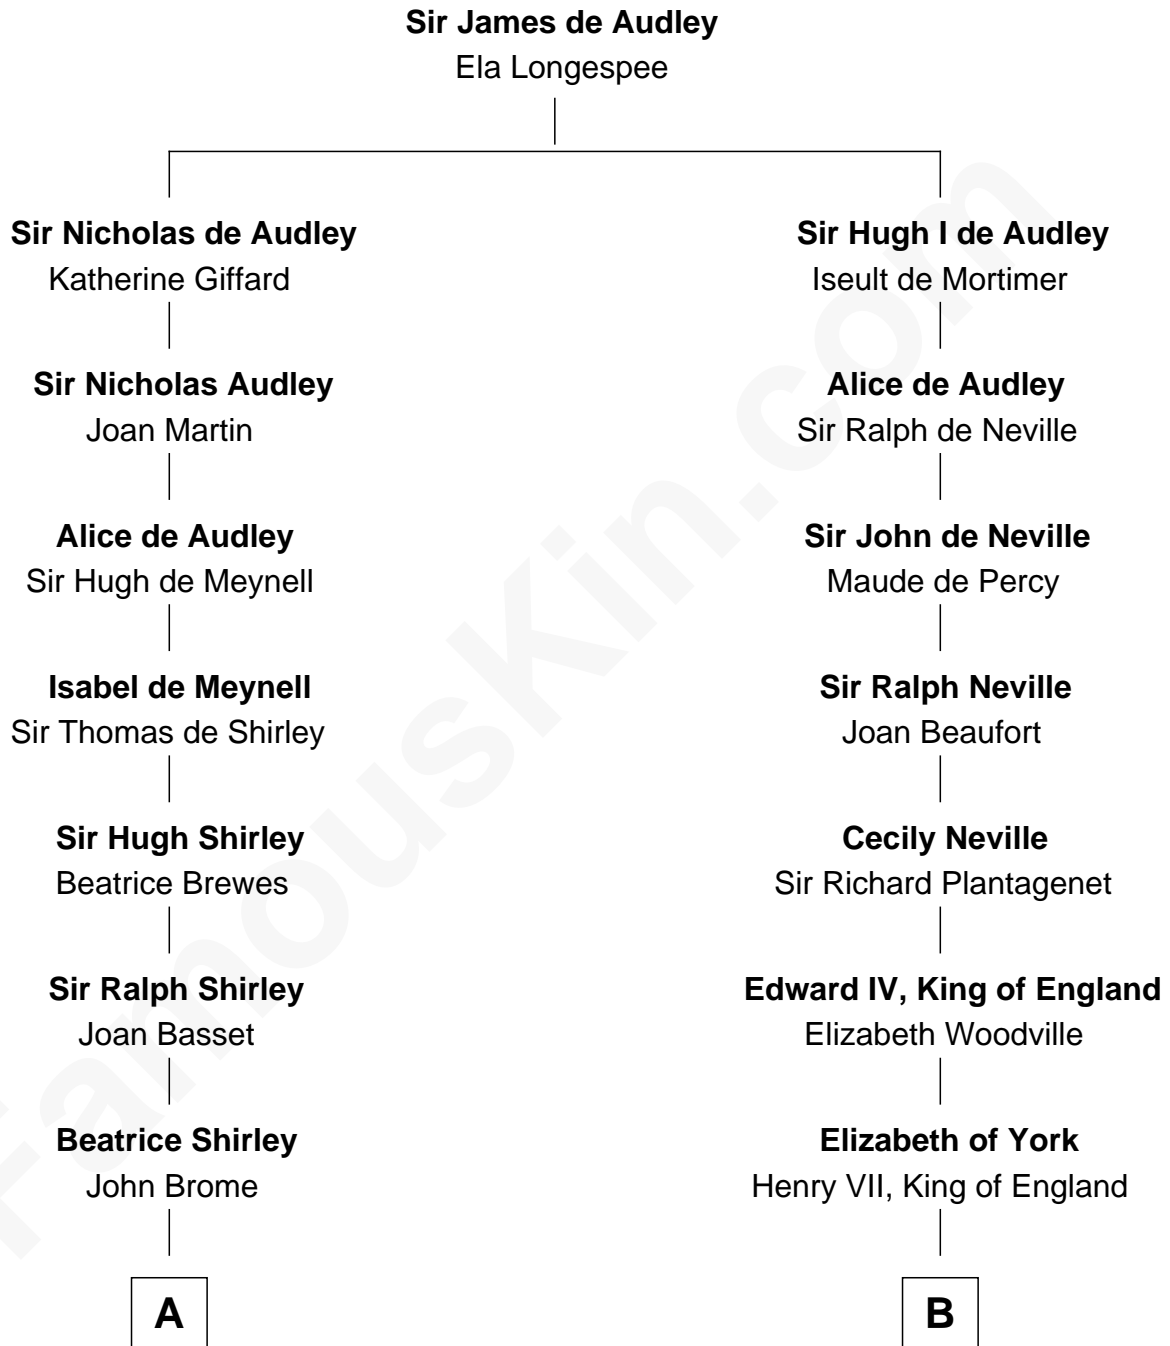 Sir James de Audley
Ela Longespee
Sir Nicholas de Audley
Katherine Giffard
Sir Hugh I de Audley
Iseult de Mortimer
Sir Nicholas Audley
Joan Martin
Alice de Audley
Sir Ralph de Neville
Alice de Audley
Sir Hugh de Meynell
Sir John de Neville
Maude de Percy
Isabel de Meynell
Sir Thomas de Shirley
Sir Ralph Neville
Joan Beaufort
Sir Hugh Shirley
Beatrice Brewes
Cecily Neville
Sir Richard Plantagenet
Sir Ralph Shirley
Joan Basset
Edward IV, King of England
Elizabeth Woodville
Beatrice Shirley
John Brome
Elizabeth of York
Henry VII, King of England
A
B
FamousKin.com